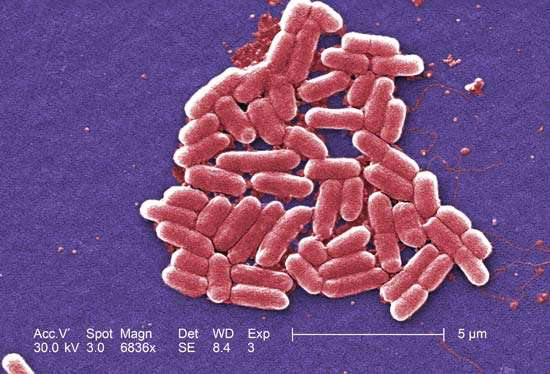 Acc.V Spot Magn Det WD Exp 5 µm
30.0 kV 3.0 6836x SE 8.4 3